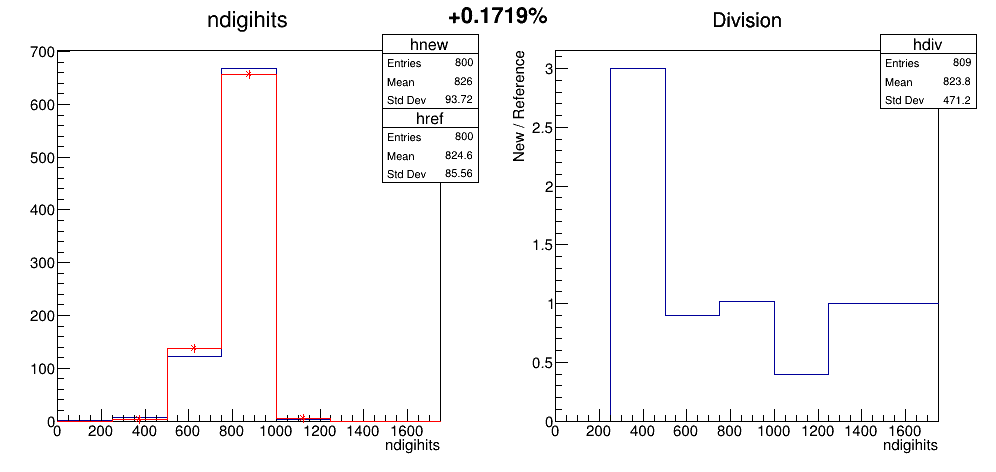 ndigihits
+0.1719%
Division
hnew
Entries 800
Mean 826
Std Dev 93.72
href
Entries 800
Mean 824.6
Std Dev 85.56
700
600
500
400
300
200
100
0
0 200 400 600 800 1000 1200 1400 1600
ndigihits
hdiv
Entries 809
Mean 823.8
Std Dev 471.2
New / Reference
3
2.5
2
1.5
1
0.5
0
0 200 400 600 800 1000 1200 1400 1600
ndigihits